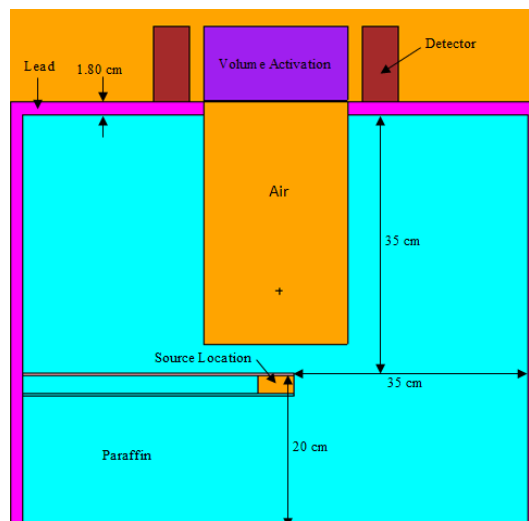 Detector
Lead
1.80 cm
Volume Activation
Air
35 cm
Source Location
35 cm
20 cm
Paraffin